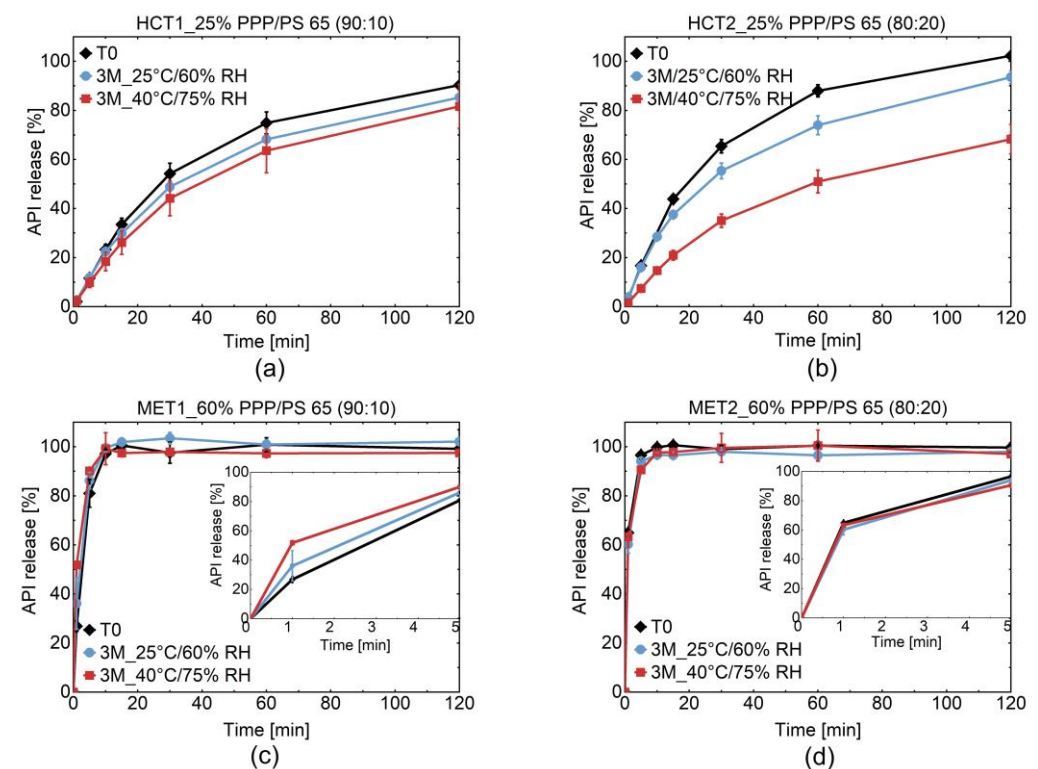 HCT1_25% PPP/PS 65 (90:10)
API release [%]
100
80
60
40
20
0
T0
3M_25°C/60% RH
3M_40°C/75% RH
0 20 40 60 80 100 120
Time [min]
(a)
HCT2_25% PPP/PS 65 (80:20)
API release [%]
100
80
60
40
20
0
T0
3M/25°C/60% RH
3M/40°C/75% RH
0 20 40 60 80 100 120
Time [min]
(b)
MET1_60% PPP/PS 65 (90:10)
API release [%]
100
80
60
40
20
0
API release [%]
100
80
60
40
20
0
0 1 2 3 4 5
Time [min]
T0
3M_25°C/60% RH
3M_40°C/75% RH
0 20 40 60 80 100 120
Time [min]
(c)
MET2_60% PPP/PS 65 (80:20)
API release [%]
100
80
60
40
20
0
API release [%]
100
80
60
40
20
0
0 1 2 3 4 5
Time [min]
T0
3M_25°C/60% RH
3M_40°C/75% RH
0 20 40 60 80 100 120
Time [min]
(d)